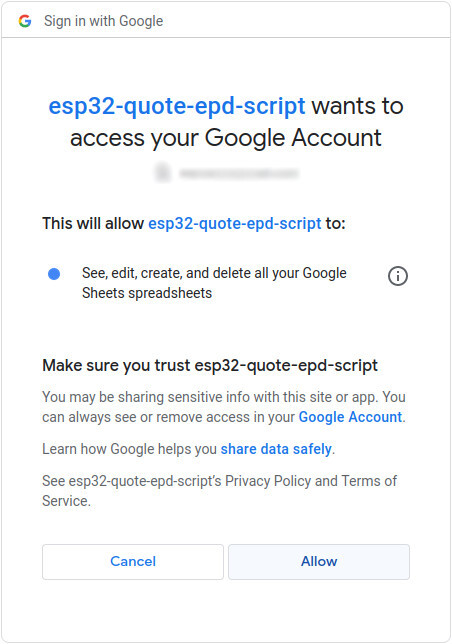 Sign in with Google
esp32-quote-epd-script wants to
access your Google Account
This will allow esp32-quote-epd-script to:
See, edit, create, and delete all your Google
Sheets spreadsheets
Make sure you trust esp32-quote-epd-script
You may be sharing sensitive info with this site or app. You
can always see or remove access in your Google Account.
Learn how Google helps you share data safely.
See esp32-quote-epd-script's Privacy Policy and Terms of
Service.
Cancel
Allow